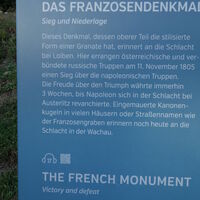 DAS FRANZOSENDENKMAL
Sieg und Niederlage
Dieses Denkmal, dessen oberer Teil die stilisierte
Form einer Granate hat, erinnert an die Schlacht
bei Loiben. Hier errangen österreichische und ver-
bündete russische Truppen am 11. November 1805
einen Sieg über die napoleonischen Truppen.
Die Freude über den Triumph währte immerhin
3 Wochen, bis Napoleon sich in der Schlacht bei
Austerlitz revanchierte. Eingemauerte Kanonen-
kugeln in vielen Häusern oder Straßennamen wie
der Franzosengraben erinnern noch heute an die
Schlacht in der Wachau.
THE FRENCH MONUMENT
Victory and defeat